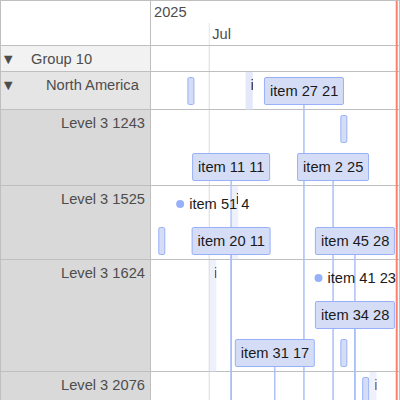 2025
Jul
▼ Group 10
▼ North America
i
item 27 21
Level 3 1243
item 11 11
item 2 25
Level 3 1525
item 51 4
i
item 20 11
item 45 28
Level 3 1624
i
item 41 23
item 34 28
item 31 17
Level 3 2076
i